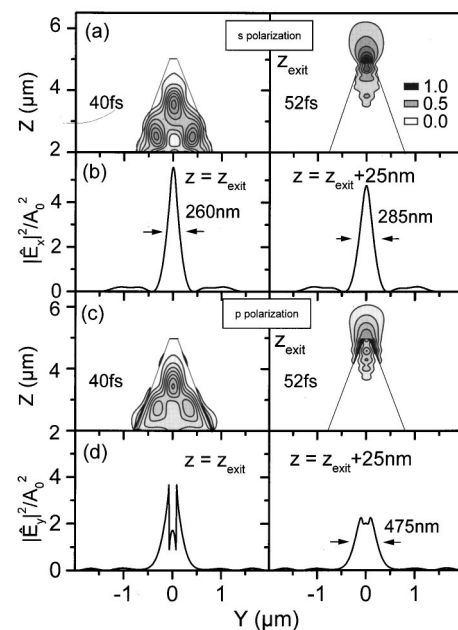 (a) s polarization
Z_exit
6
Z (μm)
40fs 52fs
1.0
0.5
0.0
4
2
(b) z = z_exit z = z_exit+25nm
|Ê_x|²/A_0²
4
260nm 285nm
2
0
(c) p polarization
6
Z_exit
Z (μm)
40fs 52fs
4
2
(d) z = z_exit z = z_exit+25nm
|Ê_y|²/A_0²
4
2
475nm
0
-1 0 1 -1 0 1
Y (μm)